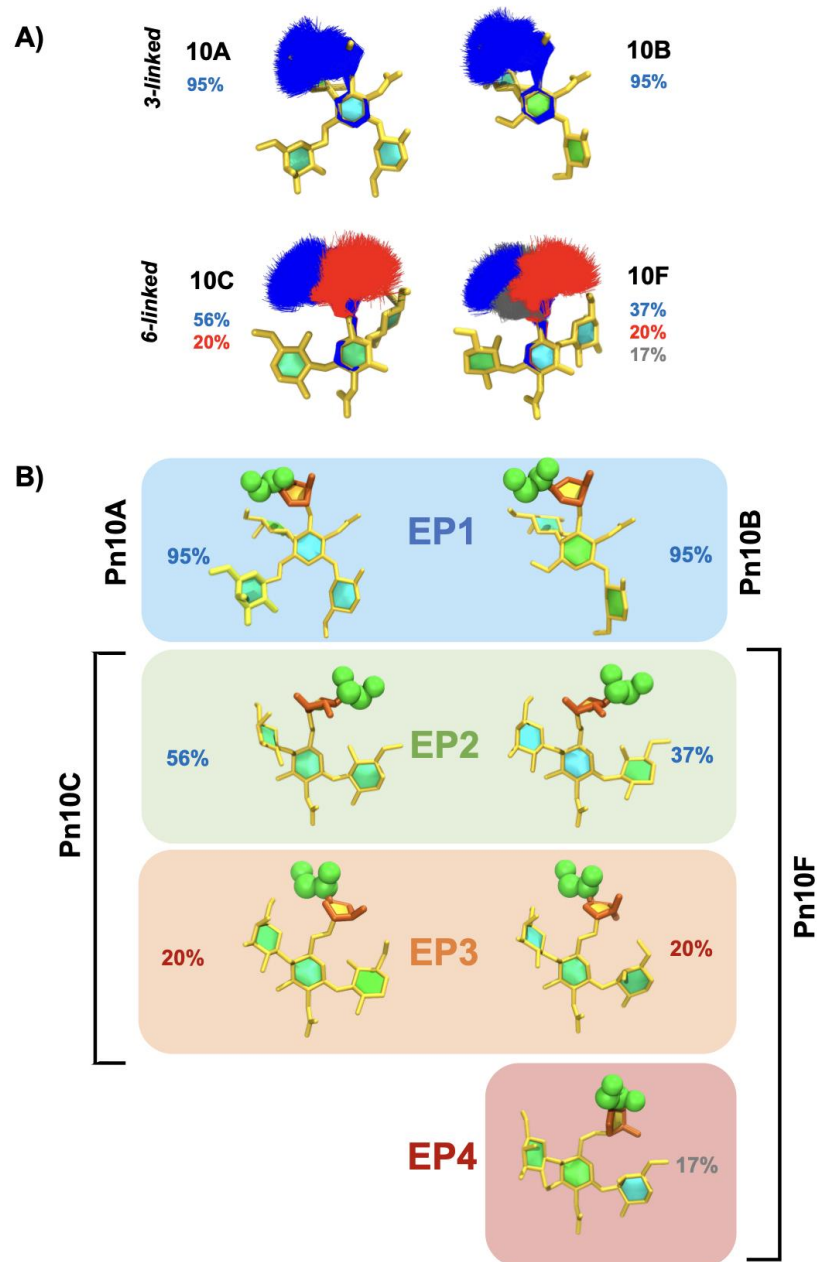 A)
3-linked
10A
95%
10B
95%
6-linked
10C
56%
20%
10F
37%
20%
17%
B)
Pn10A
95%
EP1
95%
Pn10B
Pn10C
56%
EP2
37%
20%
EP3
20%
Pn10F
EP4
17%